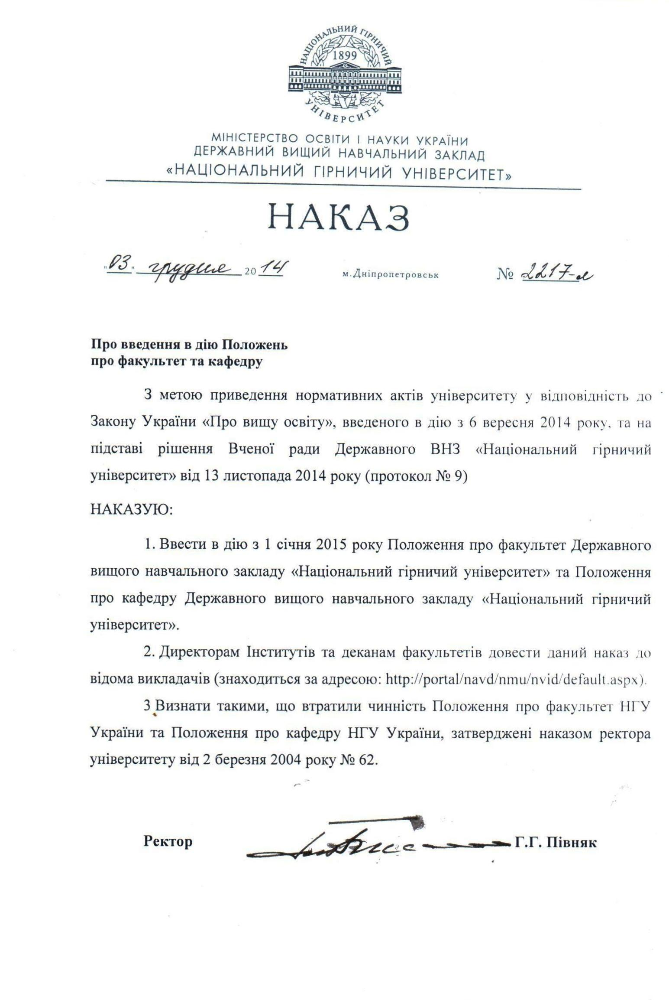 НАЦІОНАЛЬНИЙ ГІРНИЧИЙ
1899
УНІВЕРСИТЕТ
МІНІСТЕРСТВО ОСВІТИ І НАУКИ УКРАЇНИ
ДЕРЖАВНИЙ ВИЩИЙ НАВЧАЛЬНИЙ ЗАКЛАД
«НАЦІОНАЛЬНИЙ ГІРНИЧИЙ УНІВЕРСИТЕТ»
НАКАЗ
"03" грудня 2014 м.Дніпропетровськ № 2217-л
Про введення в дію Положень
про факультет та кафедру
З метою приведення нормативних актів університету у відповідність до
Закону України «Про вищу освіту», введеного в дію з 6 вересня 2014 року, та на
підставі рішення Вченої ради Державного ВНЗ «Національний гірничий
університет» від 13 листопада 2014 року (протокол № 9)
НАКАЗУЮ:
1. Ввести в дію з 1 січня 2015 року Положення про факультет Державного
вищого навчального закладу «Національний гірничий університет» та Положення
про кафедру Державного вищого навчального закладу «Національний гірничий
університет».
2. Директорам Інститутів та деканам факультетів довести даний наказ до
відома викладачів (знаходиться за адресою: http://portal/navd/nmu/nvid/default.aspx).
3 Визнати такими, що втратили чинність Положення про факультет НГУ
України та Положення про кафедру НГУ України, затверджені наказом ректора
університету від 2 березня 2004 року № 62.
Ректор Г.Г. Півняк